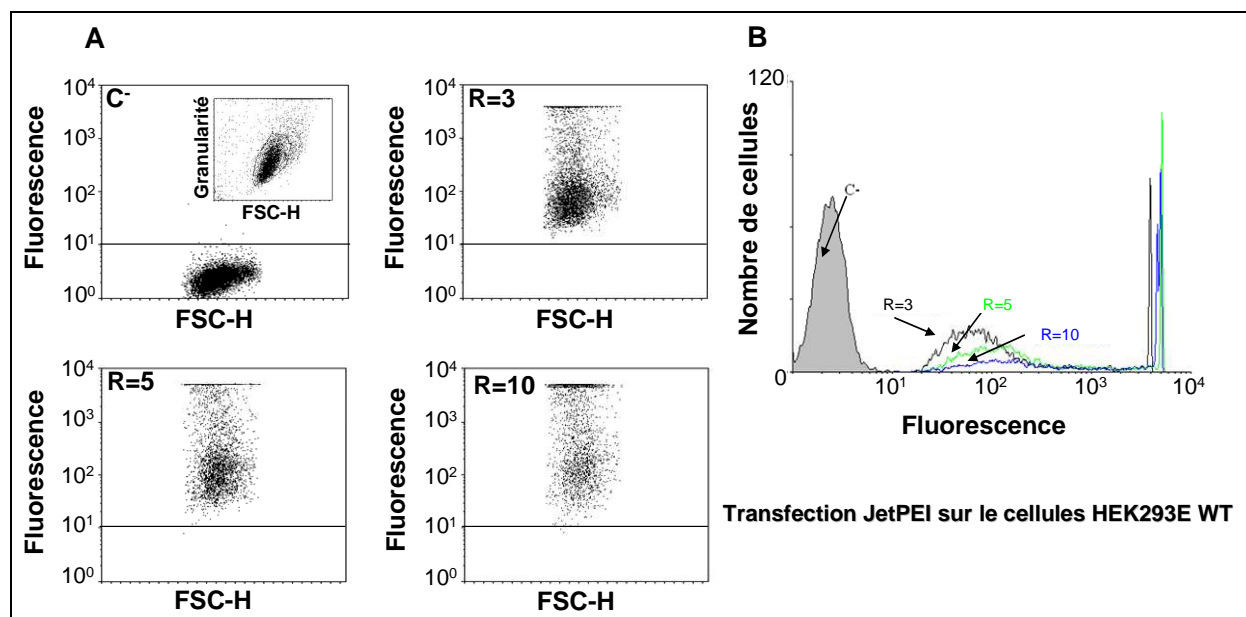 A
C-
Fluorescence
10⁴
10³
10²
10¹
10⁰
FSC-H
Granularité
FSC-H
R=3
Fluorescence
10⁴
10³
10²
10¹
10⁰
FSC-H
R=5
Fluorescence
10⁴
10³
10²
10¹
10⁰
FSC-H
R=10
Fluorescence
10⁴
10³
10²
10¹
10⁰
FSC-H
B
120
Nombre de cellules
0
C-
R=3
R=5
R=10
0 10¹ 10² 10³ 10⁴
Fluorescence
Transfection JetPEI sur le cellules HEK293E WT